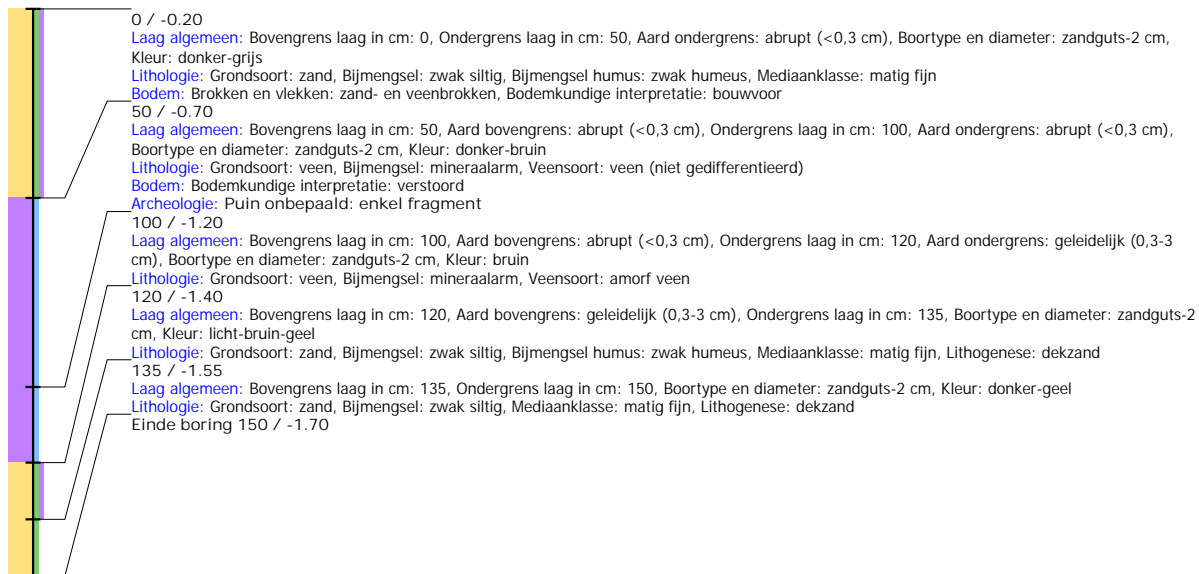 0 / -0.20
Laag algemeen: Bovengrens laag in cm: 0, Ondergrens laag in cm: 50, Aard ondergrens: abrupt (<0,3 cm), Boortype en diameter: zandguts-2 cm,
Kleur: donker-grijs
Lithologie: Grondsoort: zand, Bijmengsel: zwak siltig, Bijmengsel humus: zwak humeus, Mediaanklasse: matig fijn
Bodem: Brokken en vlekken: zand- en veenbrokken, Bodemkundige interpretatie: bouwvoor
50 / -0.70
Laag algemeen: Bovengrens laag in cm: 50, Aard bovengrens: abrupt (<0,3 cm), Ondergrens laag in cm: 100, Aard ondergrens: abrupt (<0,3 cm),
Boortype en diameter: zandguts-2 cm, Kleur: donker-bruin
Lithologie: Grondsoort: veen, Bijmengsel: mineraalarm, Veensoort: veen (niet gedifferentieerd)
Bodem: Bodemkundige interpretatie: verstoord
Archeologie: Puin onbepaald: enkel fragment
100 / -1.20
Laag algemeen: Bovengrens laag in cm: 100, Aard bovengrens: abrupt (<0,3 cm), Ondergrens laag in cm: 120, Aard ondergrens: geleidelijk (0,3-3
cm), Boortype en diameter: zandguts-2 cm, Kleur: bruin
Lithologie: Grondsoort: veen, Bijmengsel: mineraalarm, Veensoort: amorf veen
120 / -1.40
Laag algemeen: Bovengrens laag in cm: 120, Aard bovengrens: geleidelijk (0,3-3 cm), Ondergrens laag in cm: 135, Boortype en diameter: zandguts-2
cm, Kleur: licht-bruin-geel
Lithologie: Grondsoort: zand, Bijmengsel: zwak siltig, Bijmengsel humus: zwak humeus, Mediaanklasse: matig fijn, Lithogenese: dekzand
135 / -1.55
Laag algemeen: Bovengrens laag in cm: 135, Ondergrens laag in cm: 150, Boortype en diameter: zandguts-2 cm, Kleur: donker-geel
Lithologie: Grondsoort: zand, Bijmengsel: zwak siltig, Mediaanklasse: matig fijn, Lithogenese: dekzand
Einde boring 150 / -1.70